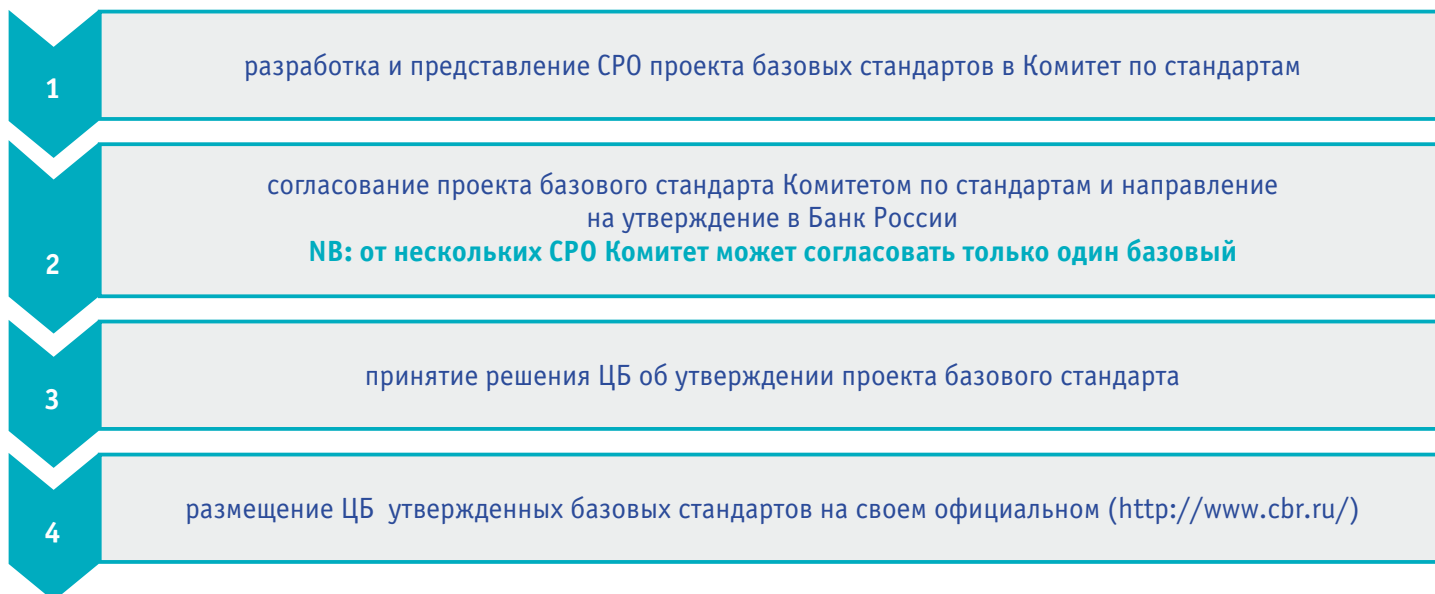 1
разработка и представление СРО проекта базовых стандартов в Комитет по стандартам
2
согласование проекта базового стандарта Комитетом по стандартам и направление
на утверждение в Банк России
NB: от нескольких СРО Комитет может согласовать только один базовый
3
принятие решения ЦБ об утверждении проекта базового стандарта
4
размещение ЦБ утвержденных базовых стандартов на своем официальном (http://www.cbr.ru/)